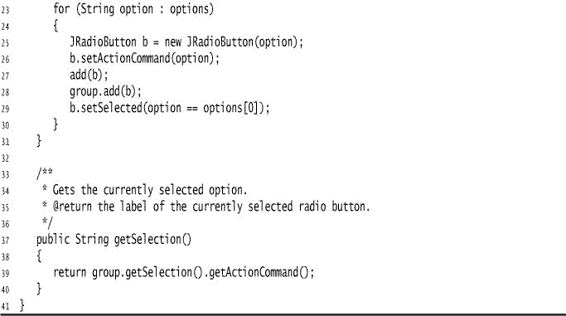 23 for (String option : options)
24 {
25 JRadioButton b = new JRadioButton(option);
26 b.setActionCommand(option);
27 add(b);
28 group.add(b);
29 b.setSelected(option == options[0]);
30 }
31 }
32
33 /**
34 * Gets the currently selected option.
35 * @return the label of the currently selected radio button.
36 */
37 public String getSelection()
38 {
39 return group.getSelection().getActionCommand();
40 }
41 }